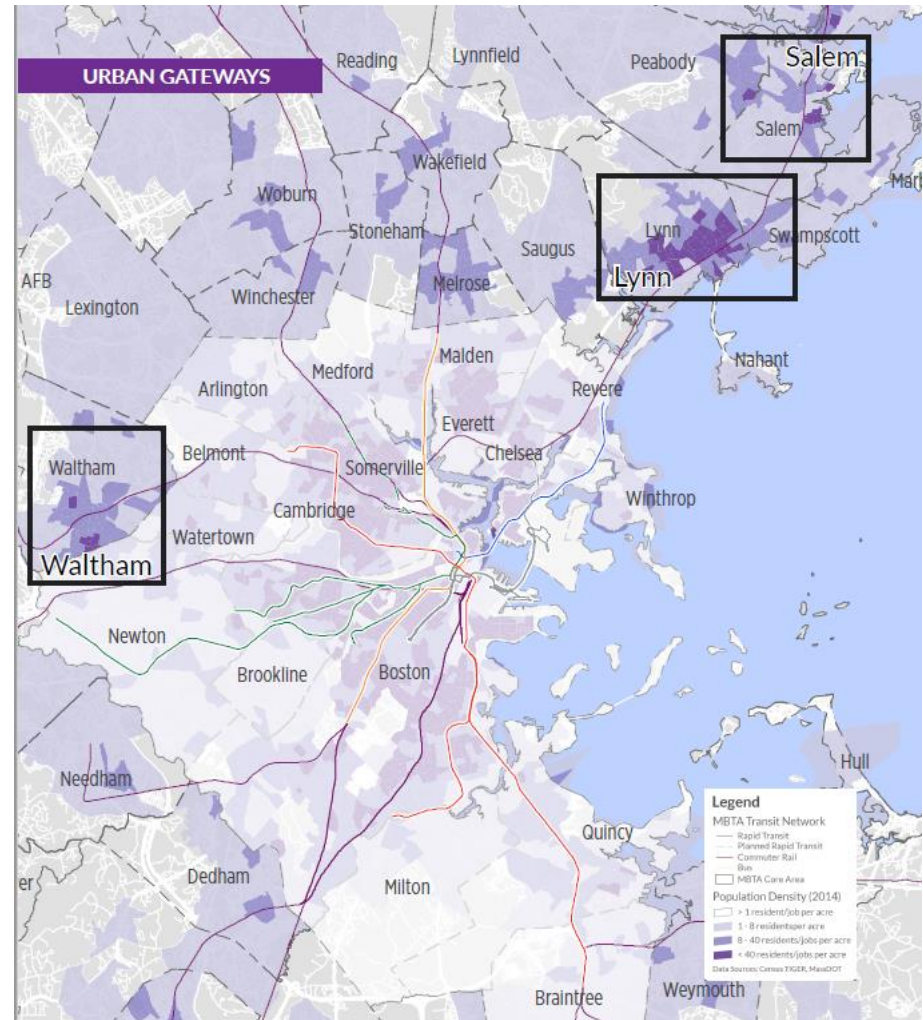 URBAN GATEWAYS
Reading
Lynnfield
Peabody
Salem
Salem
Wakefield
Woburn
Stoneham
Lynn
Marb
Swampscott
Saugus
Lynn
AFB
Lexington
Winchester
Melrose
Nahant
Malden
Medford
Arlington
Revere
Everett
Waltham
Belmont
Chelsea
Somerville
Winthrop
Cambridge
Watertown
Waltham
Newton
Brookline
Boston
Needham
Hull
Quincy
er
Dedham
Milton
Braintree
Weymouth
Legend
MBTA Transit Network
Rapid Transit
Planned Rapid Transit
Commuter Rail
Bus
MBTA Core Area
Population Density (2014)
> 1 resident/job per acre
1 - 8 residentsper acre
8 - 40 residents/jobs per acre
< 40 residents/jobs per acre
Data Sources: Census TIGER, MassDOT